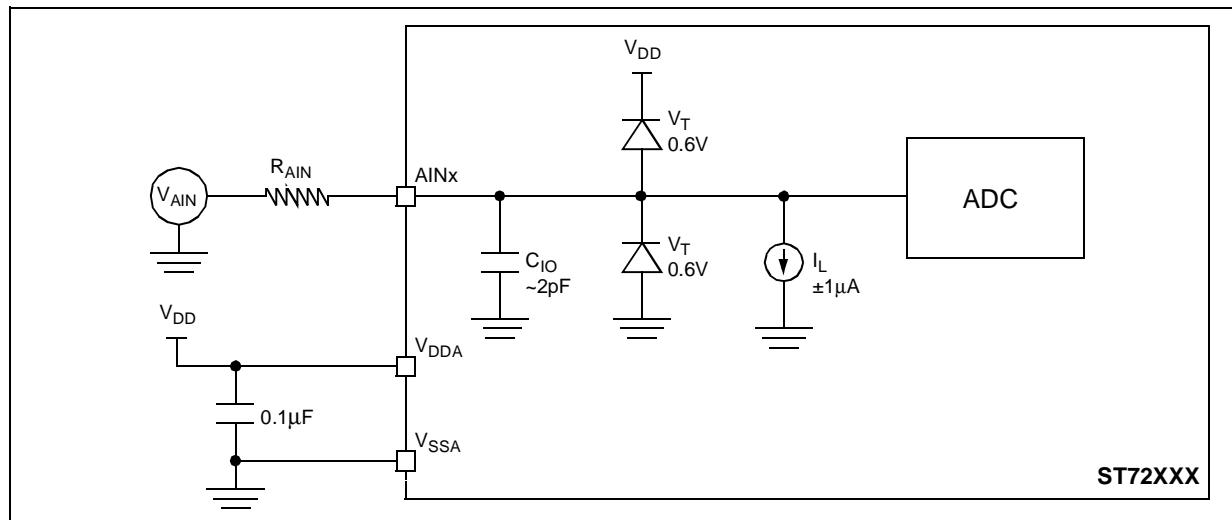 V_DD
V_T
0.6V
R_AIN
AINx
V_AIN
ADC
C_IO
~2pF
V_T
0.6V
I_L
±1µA
V_DD
V_DDA
0.1µF
V_SSA
ST72XXX